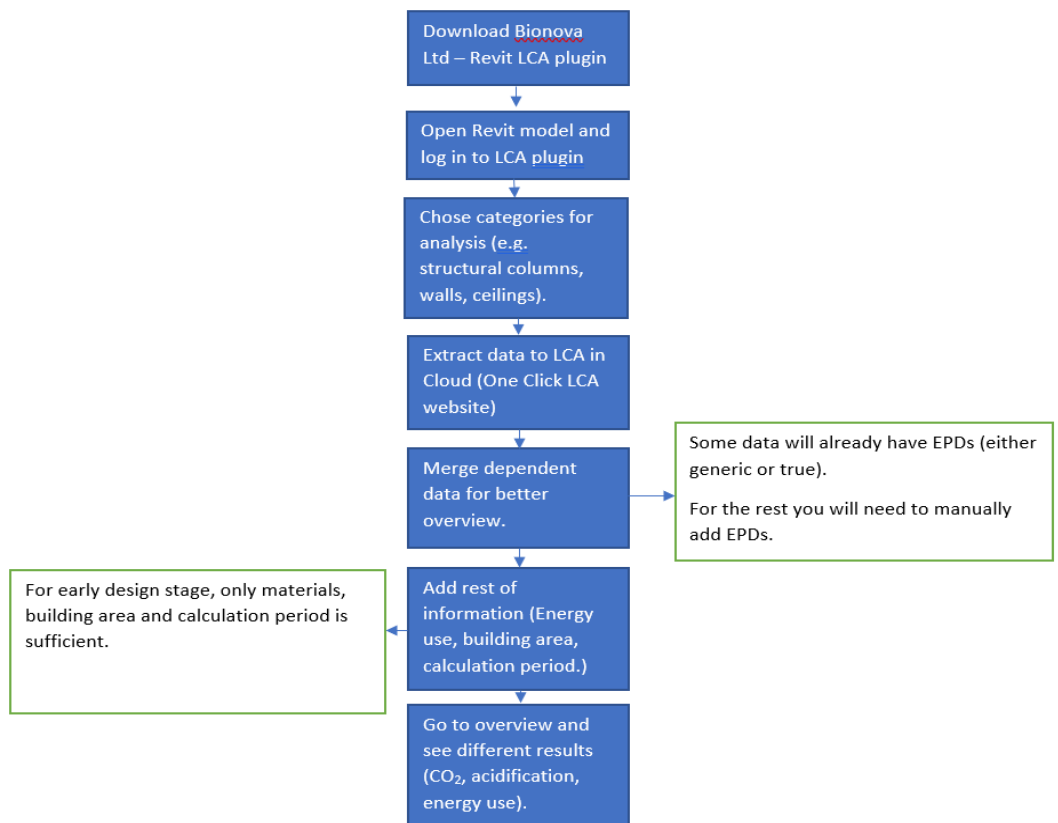 Download Bionova
Ltd – Revit LCA plugin
Open Revit model and
log in to LCA plugin
Chose categories for
analysis (e.g.
structural columns,
walls, ceilings).
Extract data to LCA in
Cloud (One Click LCA
website)
Merge dependent
data for better
overview.
Some data will already have EPDs (either
generic or true).
For the rest you will need to manually
add EPDs.
Add rest of
information (Energy
use, building area,
calculation period.)
For early design stage, only materials,
building area and calculation period is
sufficient.
Go to overview and
see different results
(CO₂, acidification,
energy use).